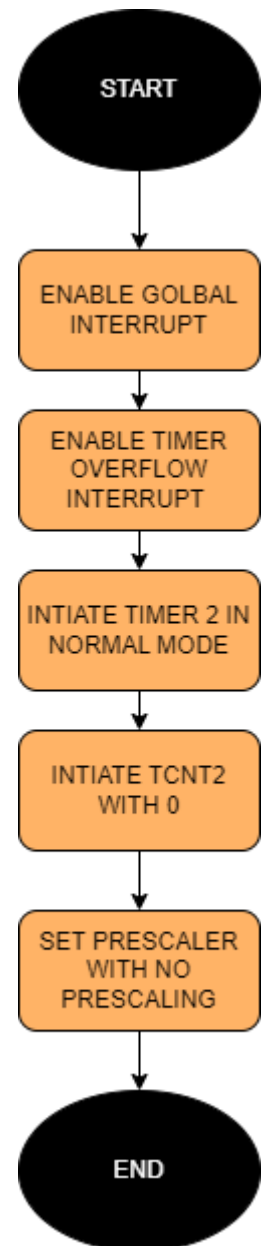 START
ENABLE GOLBAL
INTERRUPT
ENABLE TIMER
OVERFLOW
INTERRUPT
INTIATE TIMER 2 IN
NORMAL MODE
INTIATE TCNT2
WITH 0
SET PRESCALER
WITH NO
PRESCALING
END